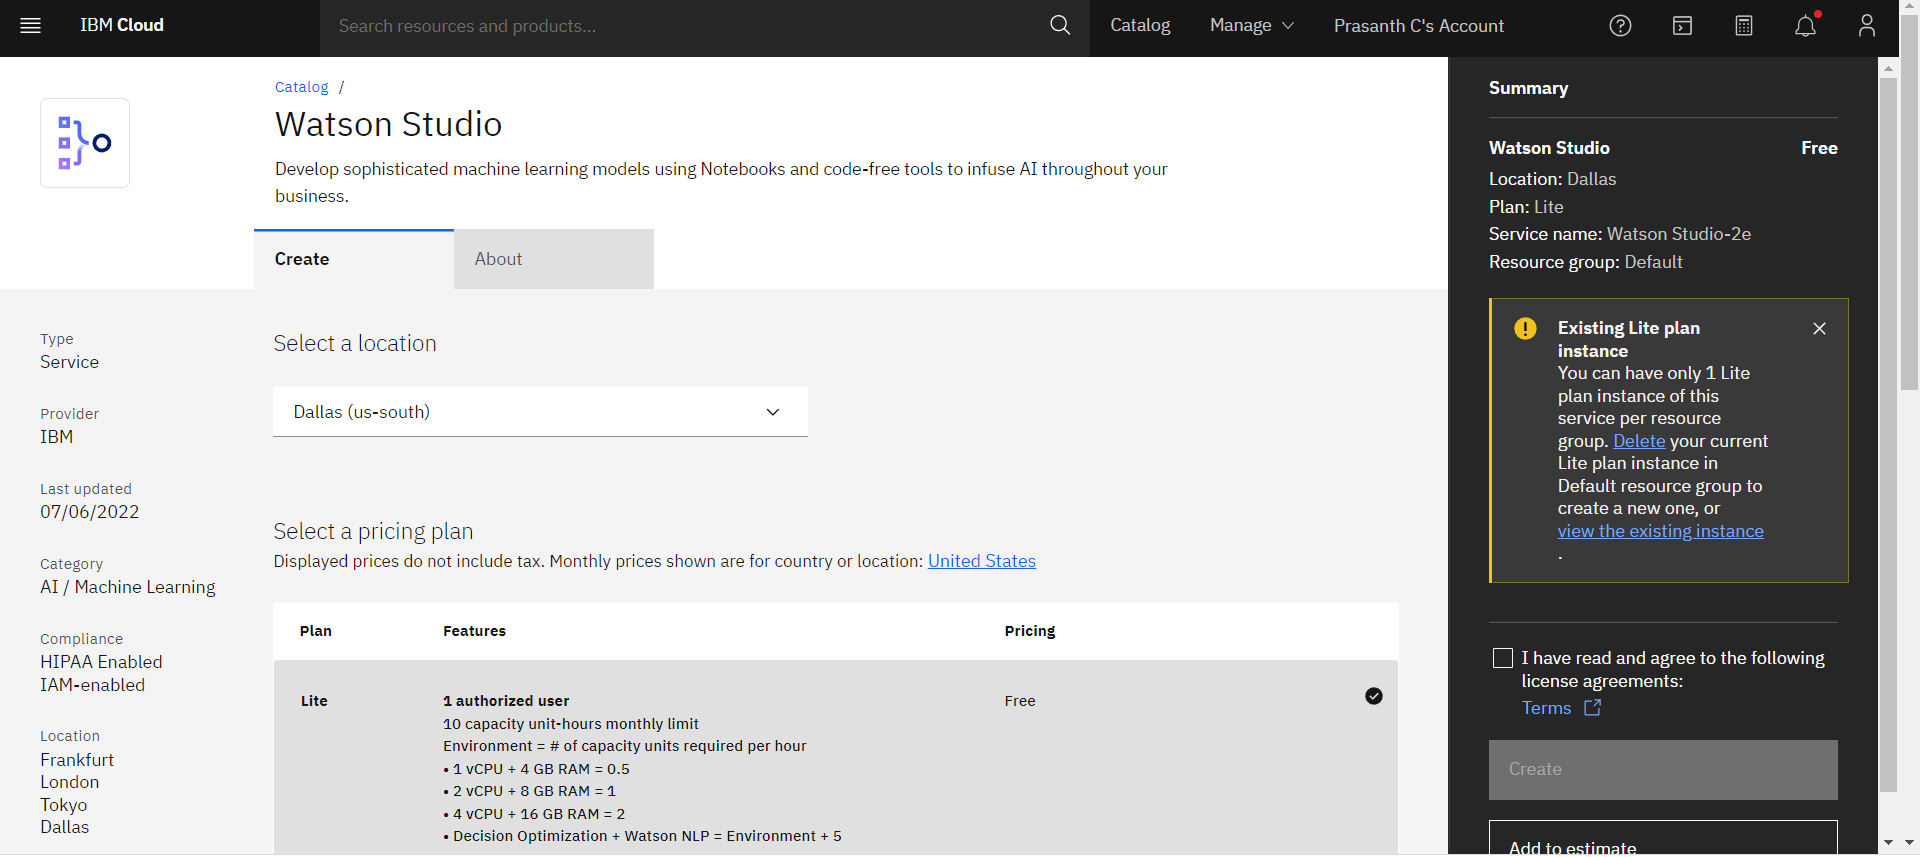 IBM Cloud
Search resources and products...
Catalog
Manage
Prasanth C's Account
Catalog /
Watson Studio
Develop sophisticated machine learning models using Notebooks and code-free tools to infuse AI throughout your
business.
Create
About
Type
Service
Provider
IBM
Last updated
07/06/2022
Category
AI / Machine Learning
Compliance
HIPAA Enabled
IAM-enabled
Location
Frankfurt
London
Tokyo
Dallas
Select a location
Dallas (us-south)
Select a pricing plan
Displayed prices do not include tax. Monthly prices shown are for country or location: United States
Plan
Features
Pricing
Lite
1 authorized user
10 capacity unit-hours monthly limit
Environment = # of capacity units required per hour
• 1 vCPU + 4 GB RAM = 0.5
• 2 vCPU + 8 GB RAM = 1
• 4 vCPU + 16 GB RAM = 2
• Decision Optimization + Watson NLP = Environment + 5
Free
Summary
Watson Studio Free
Location: Dallas
Plan: Lite
Service name: Watson Studio-2e
Resource group: Default
Existing Lite plan
instance
You can have only 1 Lite
plan instance of this
service per resource
group. Delete your current
Lite plan instance in
Default resource group to
create a new one, or
view the existing instance
.
I have read and agree to the following
license agreements:
Terms
Create
Add to estimate